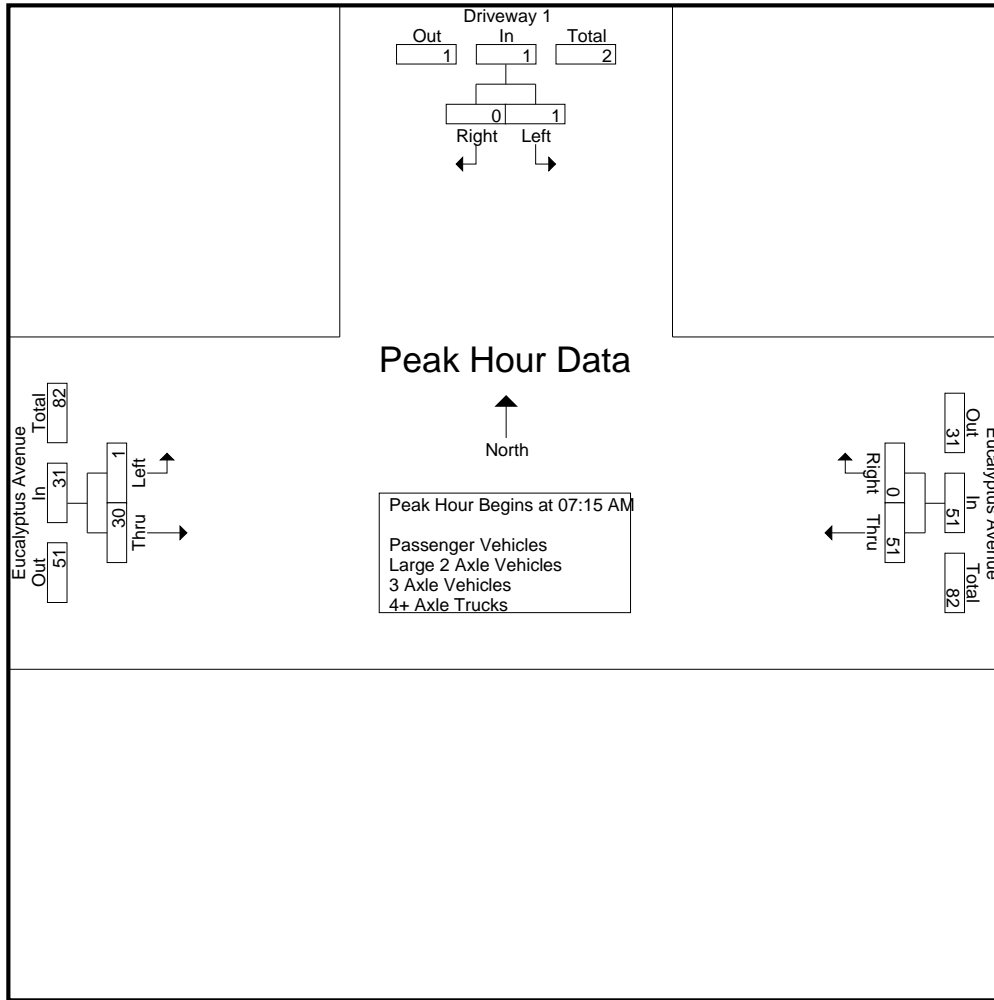 Driveway 1
Out In Total
1 1 2
0 1
Right Left
Peak Hour Data
North
Peak Hour Begins at 07:15 AM
Passenger Vehicles
Large 2 Axle Vehicles
3 Axle Vehicles
4+ Axle Trucks
Eucalyptus Avenue
Out In Total
51 31 82
30 1
Thru Left
Eucalyptus Avenue
Out In Total
31 51 82
0 51
Right Thru